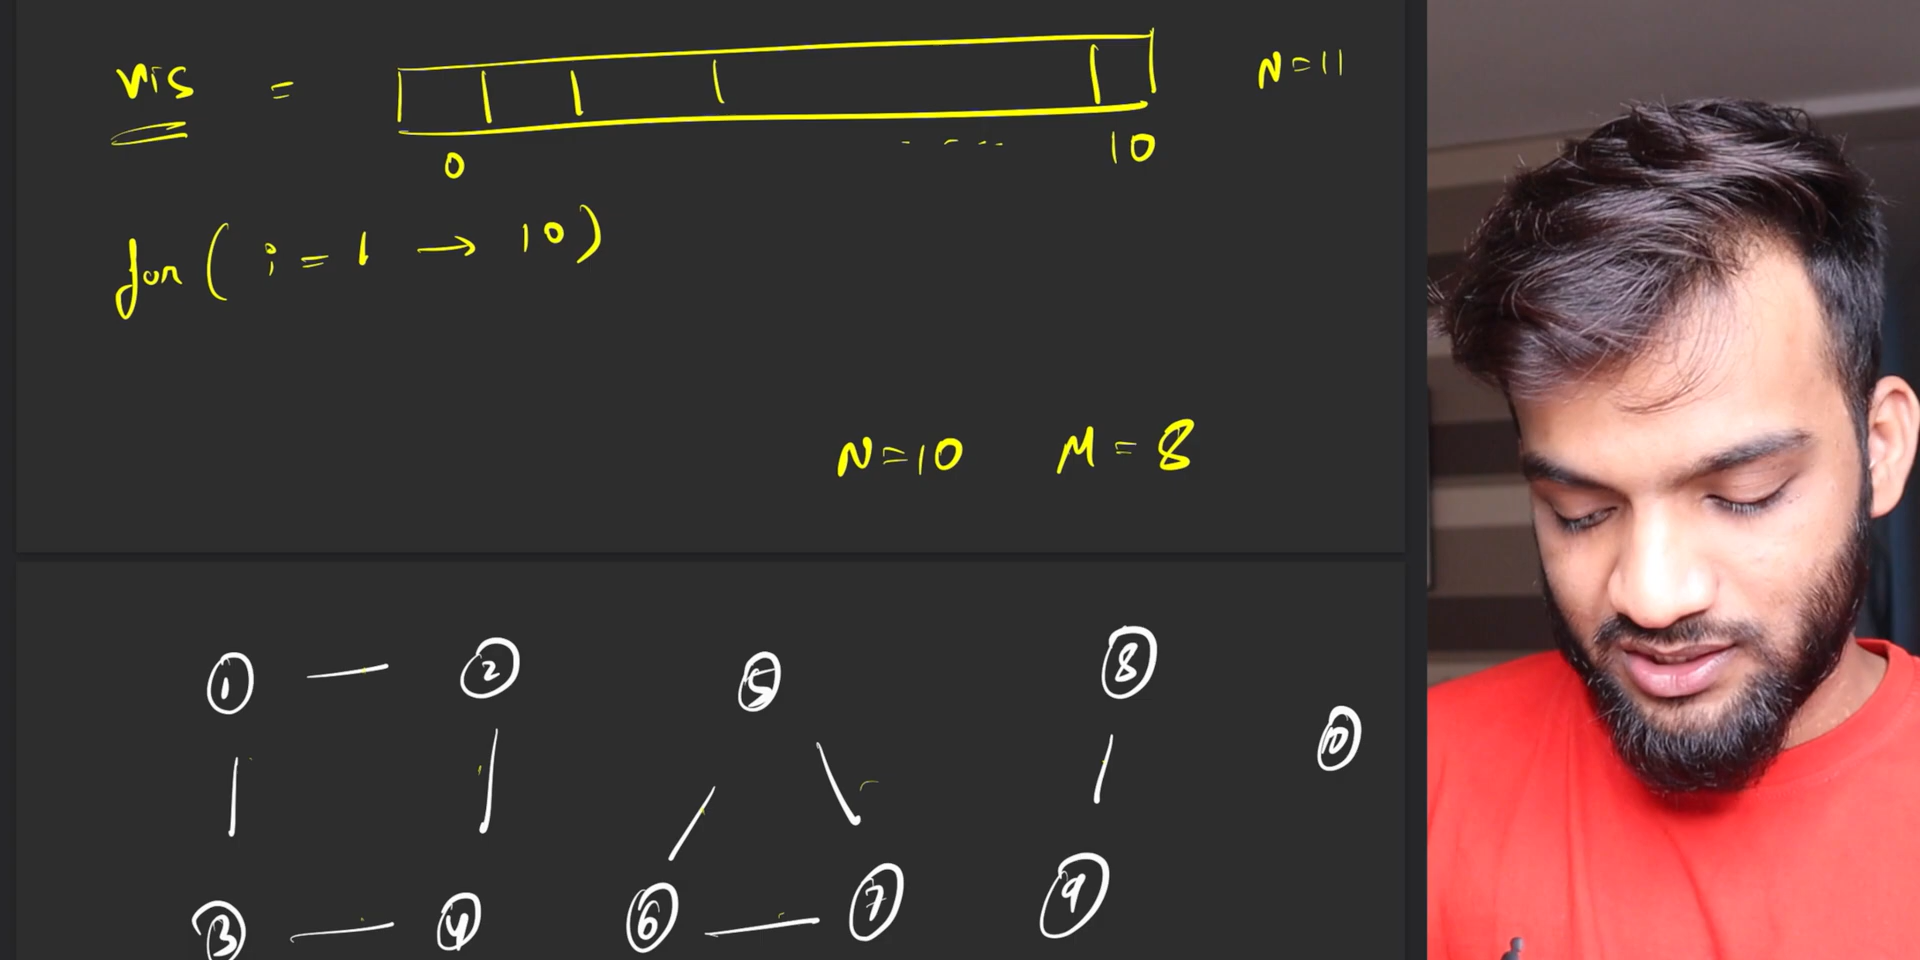 vis = N=11
0 .... 10
for ( i = 1 → 10 )
N=10 M = 8
1 2 5 8
10
3 4 6 7 9